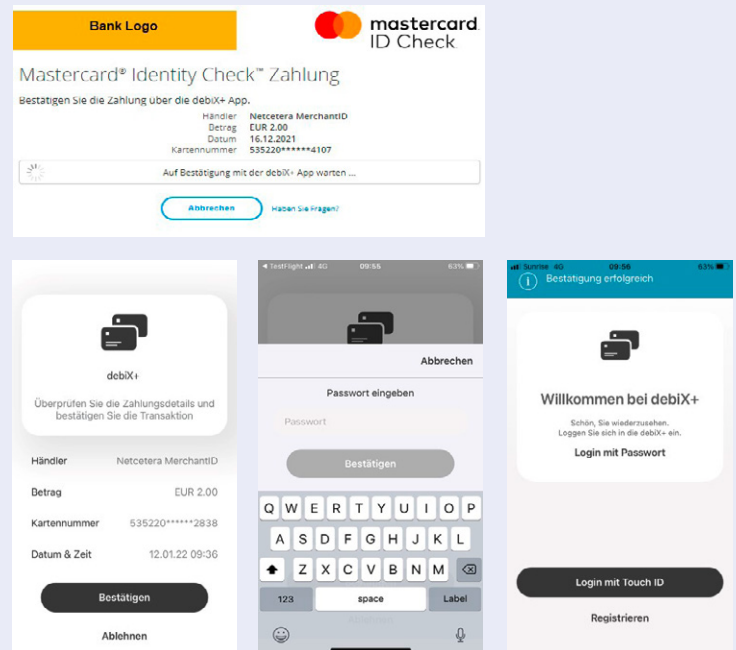 Bank Logo
mastercard
ID Check
Mastercard® Identity Check™ Zahlung
Bestätigen Sie die Zahlung über die debiX+ App.
Händler Netcetera MerchantID
Betrag EUR 2.00
Datum 16.12.2021
Kartennummer 535220******4107
Auf Bestätigung mit der debiX+ App warten ...
Abbrechen Haben Sie Fragen?
debiX+
Überprüfen Sie die Zahlungsdetails und
bestätigen Sie die Transaktion
Händler Netcetera MerchantID
Betrag EUR 2.00
Kartennummer 535220******2838
Datum & Zeit 12.01.22 09:36
Bestätigen
Ablehnen
TestFlight 4G 09:55 63%
Abbrechen
Passwort eingeben
Passwort
Bestätigen
Q W E R T Y U I O P
A S D F G H J K L
Z X C V B N M
123 space Label
Sunrise 4G 09:56 63%
Bestätigung erfolgreich
Willkommen bei debiX+
Schön, Sie wiederzusehen.
Loggen Sie sich in die debiX+ ein.
Login mit Passwort
Login mit Touch ID
Registrieren